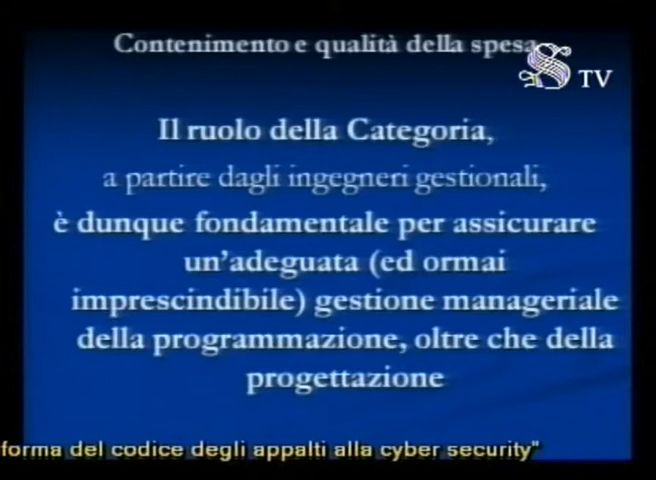 Contenimento e qualità della spesa
S TV
Il ruolo della Categoria,
a partire dagli ingegneri gestionali,
è dunque fondamentale per assicurare
un'adeguata (ed ormai
imprescindibile) gestione manageriale
della programmazione, oltre che della
progettazione
forma del codice degli appalti alla cyber security"